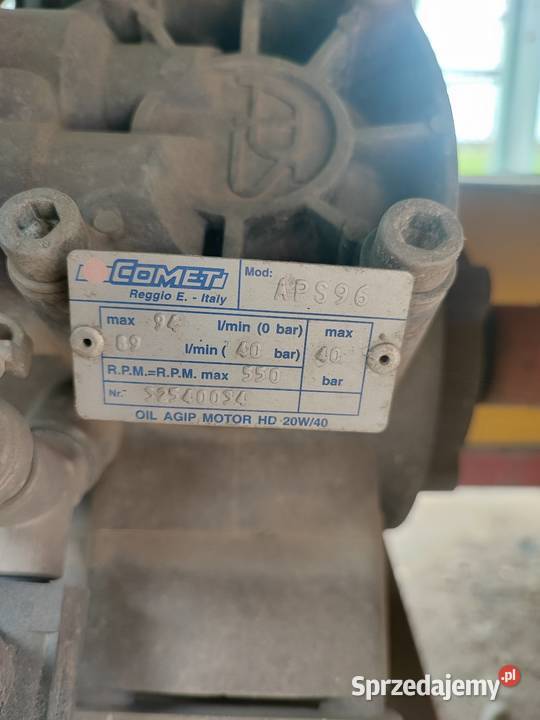 COMET
Reggio E. - Italy
Mod: APS96
max 94 l/min (0 bar) max
89 l/min ( 40 bar) 40
R.P.M.=R.P.M. max 550 bar
Nr.
OIL AGIP MOTOR HD 20W/40
Sprzedajemy.pl